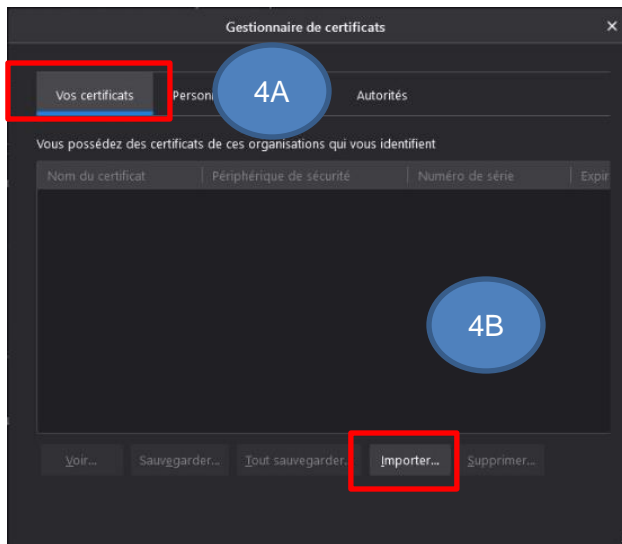 Gestionnaire de certificats
Vos certificats 4A Autorités
Vous possédez des certificats de ces organisations qui vous identifient
Nom du certificat Périphérique de sécurité Numéro de série Expir
4B
Voir... Sauvegarder... Tout sauvegarder... Importer... Supprimer...